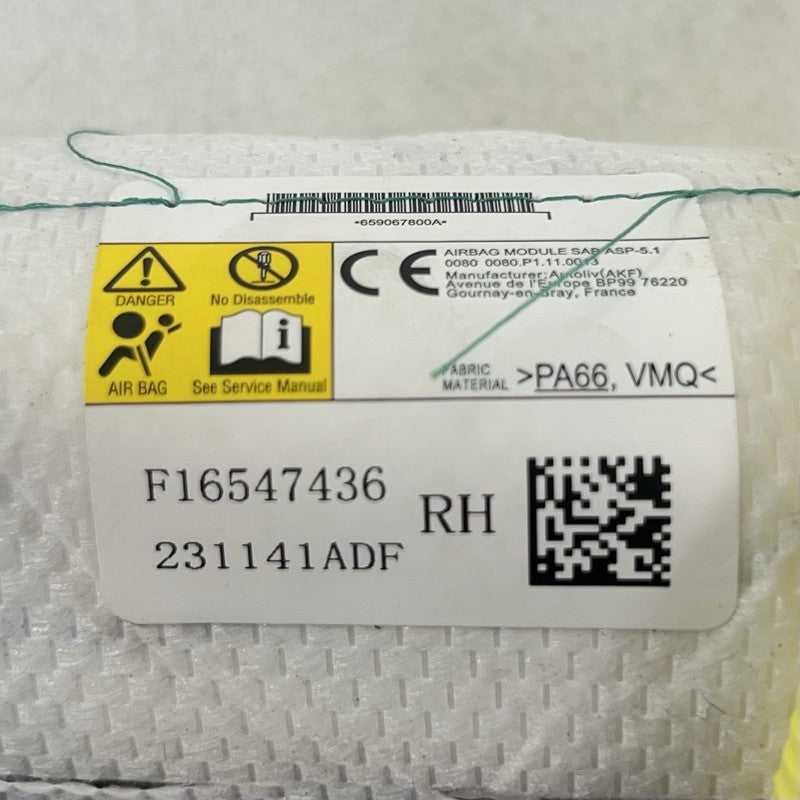 *659067800A*
AIRBAG MODULE SAB ASP-5.1
0080 0080.P1.11.0013
Manufacturer: Autoliv(AKF)
Avenue de l'Europe BP99 76220
Gournay-en-Bray, France
DANGER
No Disassemble
AIR BAG
See Service Manual
FABRIC
MATERIAL >PA66, VMQ<
F16547436
RH
231141ADF